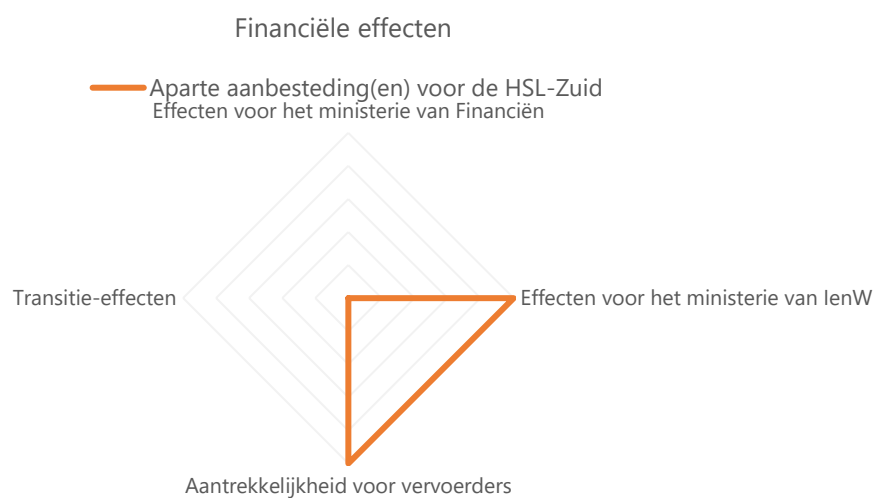 Financiële effecten
Aparte aanbesteding(en) voor de HSL-Zuid
Effecten voor het ministerie van Financiën
Transitie-effecten
Effecten voor het ministerie van IenW
Aantrekkelijkheid voor vervoerders